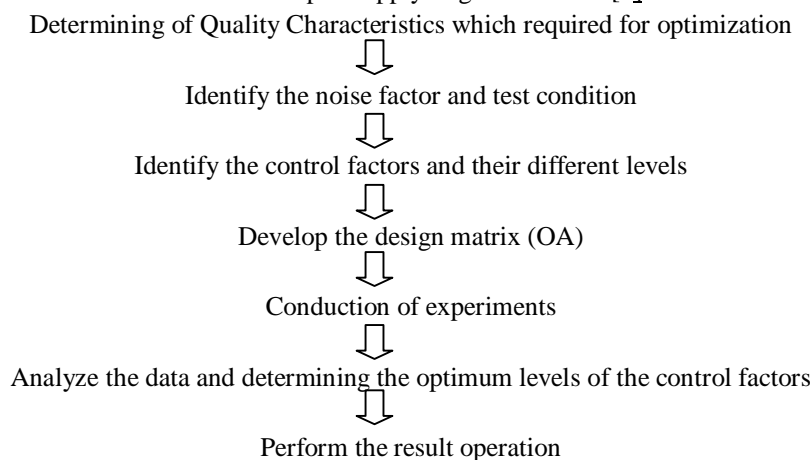 Determining of Quality Characteristics which required for optimization
Identify the noise factor and test condition
Identify the control factors and their different levels
Develop the design matrix (OA)
Conduction of experiments
Analyze the data and determining the optimum levels of the control factors
Perform the result operation